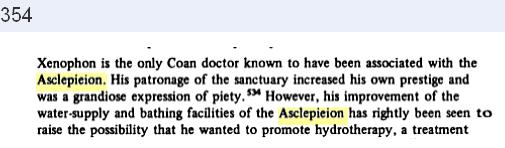 354
Xenophon is the only Coan doctor known to have been associated with the
Asclepieion. His patronage of the sanctuary increased his own prestige and
was a grandiose expression of piety.⁵³⁴ However, his improvement of the
water-supply and bathing facilities of the Asclepieion has rightly been seen to
raise the possibility that he wanted to promote hydrotherapy, a treatment